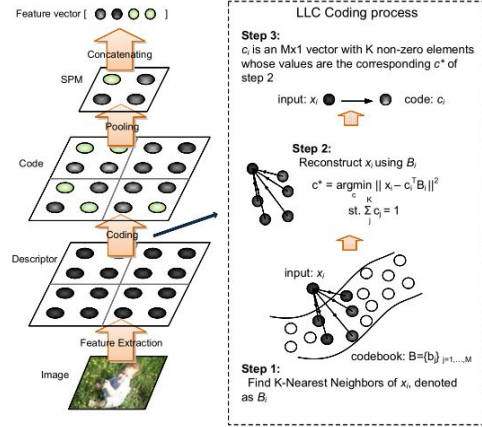 Feature vector [ ]
Concatenating
SPM
Pooling
Code
Coding
Descriptor
Feature Extraction
Image
LLC Coding process
Step 3:
cᵢ is an Mx1 vector with K non-zero elements
whose values are the corresponding c* of
step 2
input: xᵢ code: cᵢ
Step 2:
Reconstruct xᵢ using Bᵢ
c* = argmin || xᵢ – cᵢᵀBᵢ||²
c
K
st. Σ cⱼ = 1
j
input: xᵢ
codebook: B={bⱼ} j=1,...,M
Step 1:
Find K-Nearest Neighbors of xᵢ, denoted
as Bᵢ